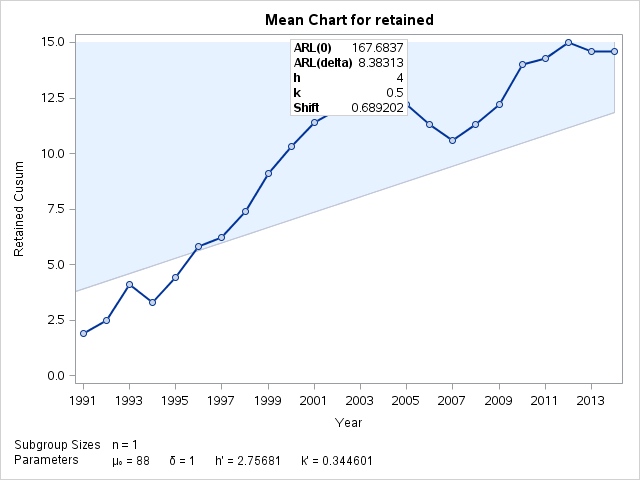 Mean Chart for retained
ARL(0) 167.6837
ARL(delta) 8.38313
h 4
k 0.5
Shift 0.689202
15.0
12.5
10.0
7.5
5.0
2.5
0.0
Retained Cusum
1991 1993 1995 1997 1999 2001 2003 2005 2007 2009 2011 2013
Year
Subgroup Sizes n = 1
Parameters μ₀ = 88 δ = 1 h' = 2.75681 k' = 0.344601